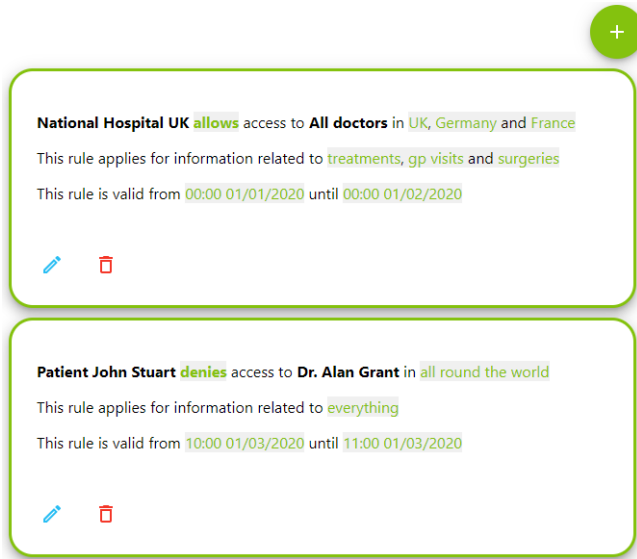 National Hospital UK allows access to All doctors in UK, Germany and France
This rule applies for information related to treatments, gp visits and surgeries
This rule is valid from 00:00 01/01/2020 until 00:00 01/02/2020
Patient John Stuart denies access to Dr. Alan Grant in all round the world
This rule applies for information related to everything
This rule is valid from 10:00 01/03/2020 until 11:00 01/03/2020